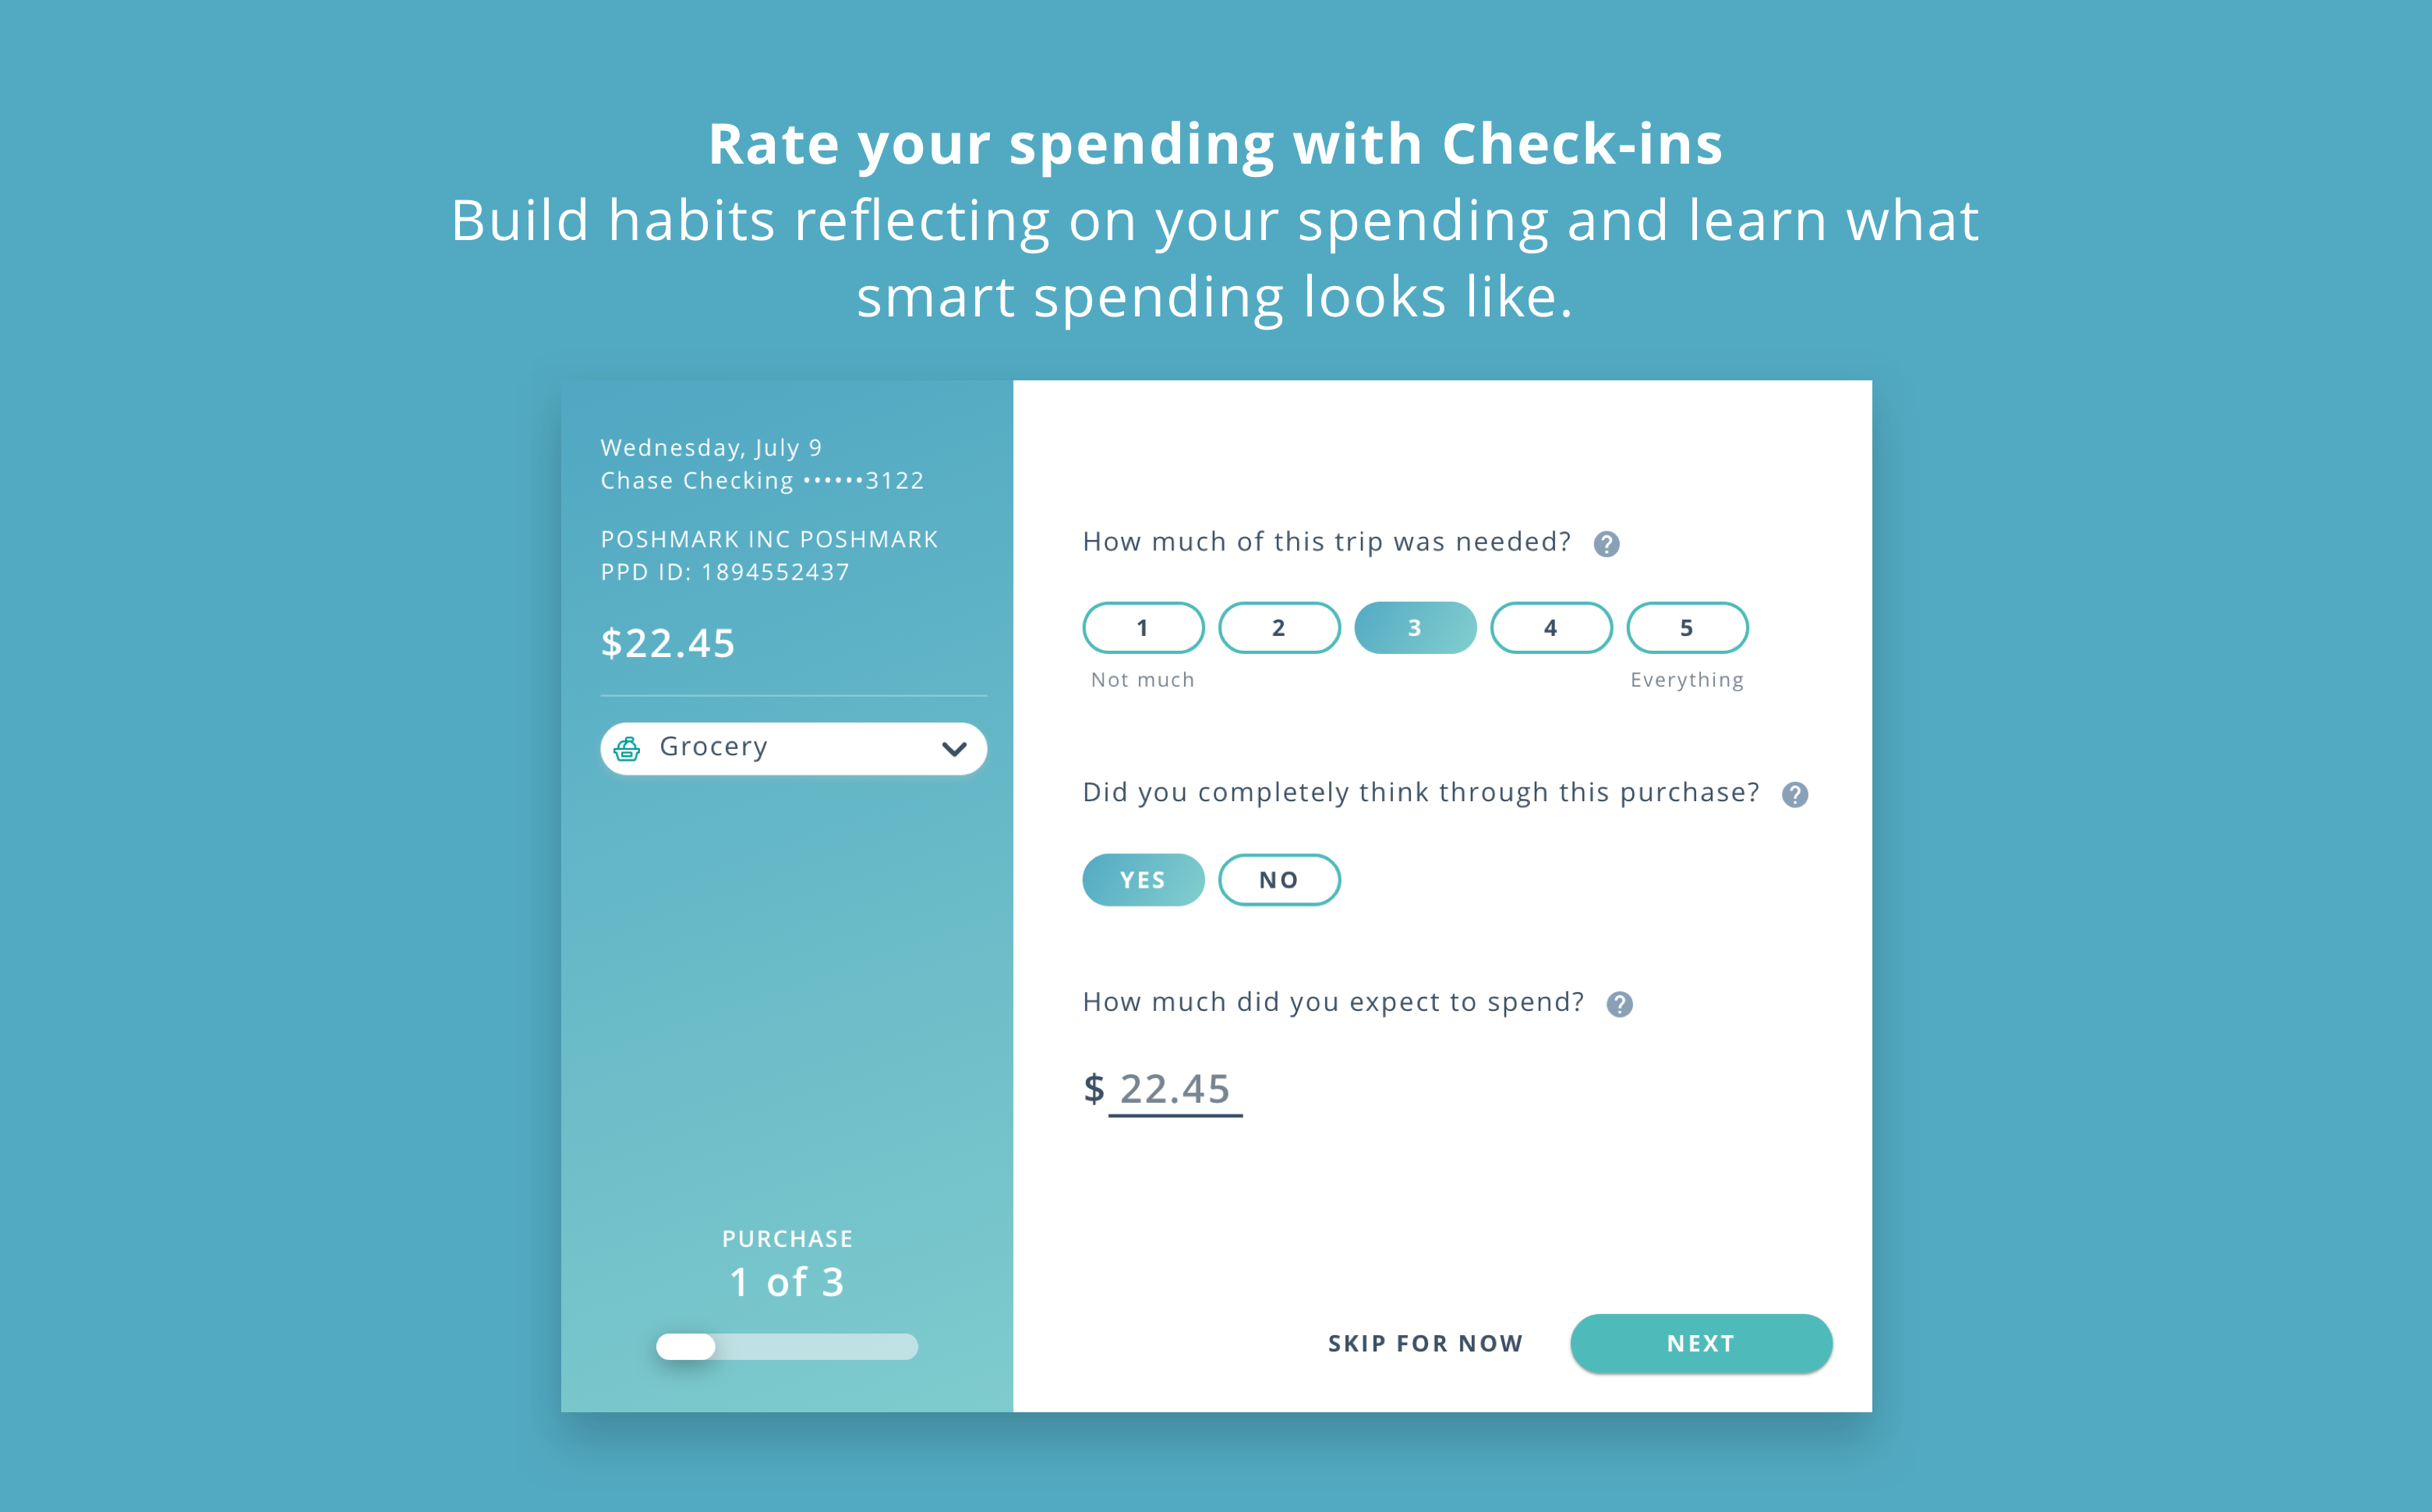 Rate your spending with Check-ins
Build habits reflecting on your spending and learn what
smart spending looks like.
Wednesday, July 9
Chase Checking ••••••3122
POSHMARK INC POSHMARK
PPD ID: 1894552437
$22.45
Grocery
PURCHASE
1 of 3
How much of this trip was needed? ?
1 2 3 4 5
Not much Everything
Did you completely think through this purchase? ?
YES NO
How much did you expect to spend? ?
$ 22.45
SKIP FOR NOW NEXT